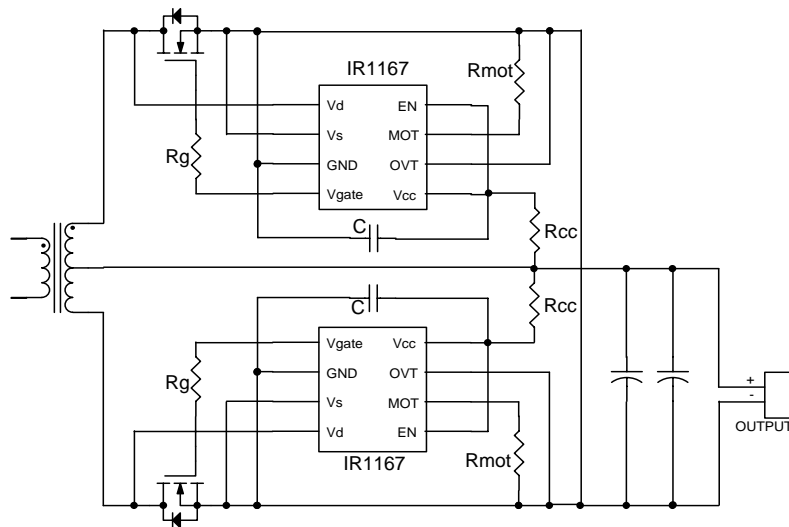 IR1167
Rmot
Vd
EN
Vs
MOT
Rg
GND
OVT
Vgate
Vcc
C
Rcc
C
Rcc
Vgate
Vcc
Rg
GND
OVT
Vs
MOT
Vd
EN
IR1167
Rmot
+
-
OUTPUT